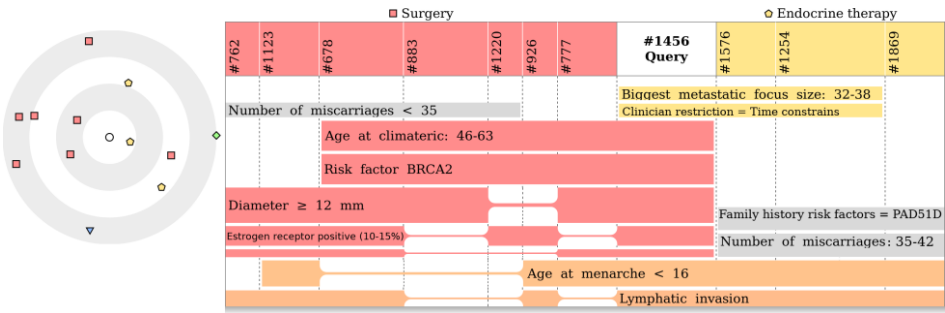 Surgery
Endocrine therapy
#762
#1123
#678
#883
#1220
#926
#777
#1456
Query
#1576
#1254
#1869
Biggest metastatic focus size: 32-38
Number of miscarriages < 35
Clinician restriction = Time constrains
Age at climateric: 46-63
Risk factor BRCA2
Diameter ≥ 12 mm
Family history risk factors = PAD51D
Estrogen receptor positive (10-15%)
Number of miscarriages: 35-42
Age at menarche < 16
Lymphatic invasion